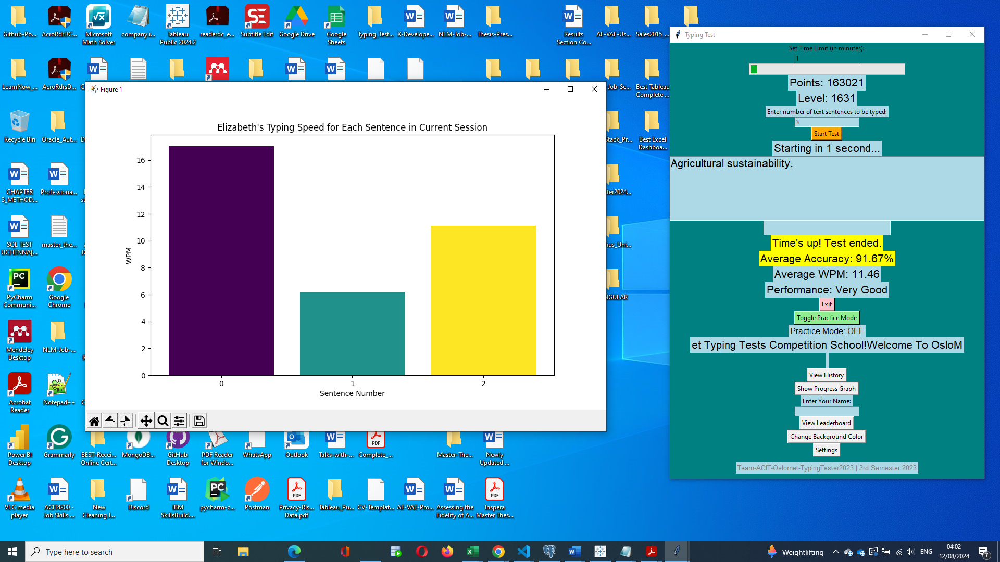 Github-Po...
AcroRdrDC...
Microsoft
Math Solver
company.i...
Tableau
Public 2024.2
readerdc_e...
Subtitle Edit
Google Drive
Google
Sheets
Typing_Test...
X-Develope...
NLM-Job-...
Thesis-Pres...
Results
Section Co...
AE-VAE-Us...
Sales2015_...
LearnNow_...
AcroRdrsD...
-Job-Se...
Best Tableau
Complete ...
Recycle Bin
Oracle_Aut...
Stack_Pr...
Best Excel
Dashboa...
CHAPTER
3_METHOD...
Professiona...
ter2024...
SQL TEST
UCHENNA[...
master_the...
nus_Uni...
PyCharm
Communi...
Google
Chrome
NGULAR
Mendeley
Desktop
NLM-Job-...
Acrobat
Reader
Notepad++
Power BI
Desktop
Grammarly
BEST-Recei...
Online Cert...
MongoDB...
GitHub
Desktop
PDF Reader
for Windo...
WhatsApp
Outlook
Talks-with-...
Complete_...
Master-The...
Newly
Updated ...
VLC media
player
ACIT4200 -
Job Skills ...
New
Cleaning J...
Discord
IBM
SkillsBuild....
pycharm-c...
Postman
Privacy-Ris...
Data.pdf
Tableau_Pu...
CV-Templat...
AE-VAE-Pro...
Assessing the
Fidelity of A...
Inspera
Master Thes...
Figure 1
Elizabeth's Typing Speed for Each Sentence in Current Session
16
14
12
10
8
6
4
2
0
WPM
0 1 2
Sentence Number
Typing Test
Set Time Limit (in minutes):
1
Points: 163021
Level: 1631
Enter number of text sentences to be typed:
3
Start Test
Starting in 1 second...
Agricultural sustainability.
Time's up! Test ended.
Average Accuracy: 91.67%
Average WPM: 11.46
Performance: Very Good
Exit
Toggle Practice Mode
Practice Mode: OFF
et Typing Tests Competition School!Welcome To OsloM
View History
Show Progress Graph
Enter Your Name:
View Leaderboard
Change Background Color
Settings
Team-ACIT-Oslomet-TypingTester2023 | 3rd Semester 2023
Type here to search
Weightlifting
ENG
04:02
12/08/2024
7